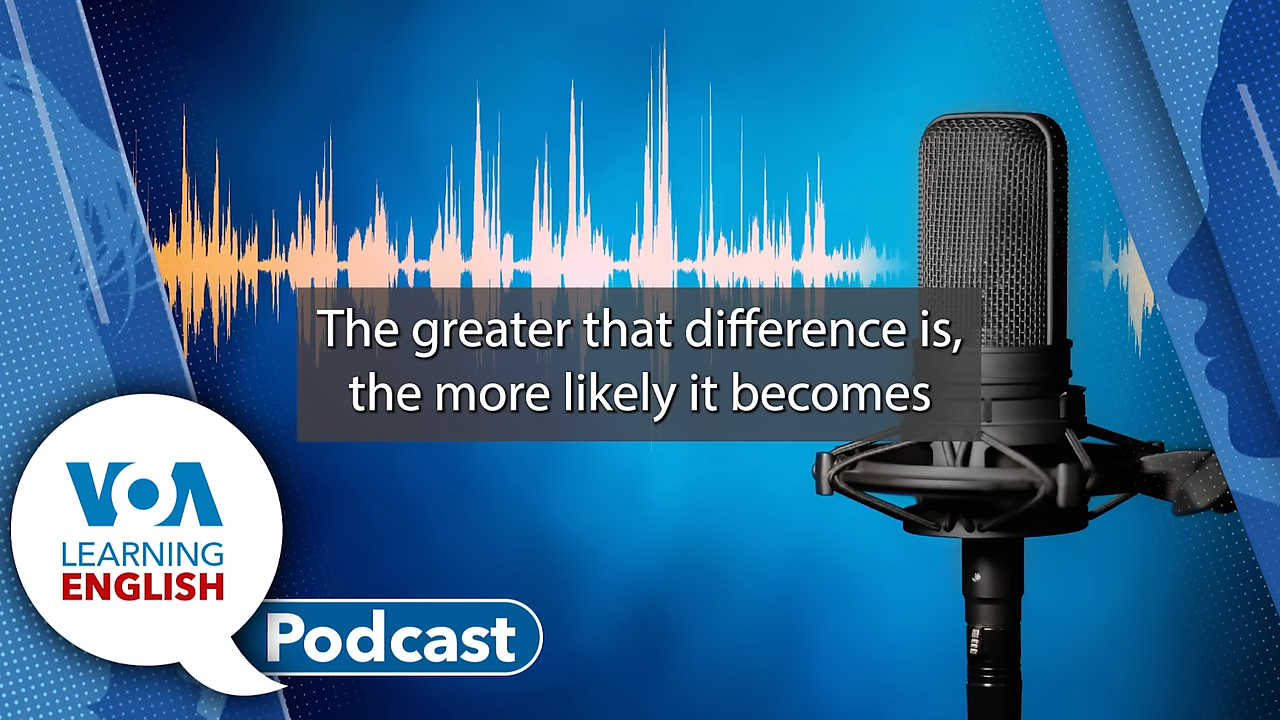 The greater that difference is,
the more likely it becomes
VOA
LEARNING
ENGLISH
Podcast